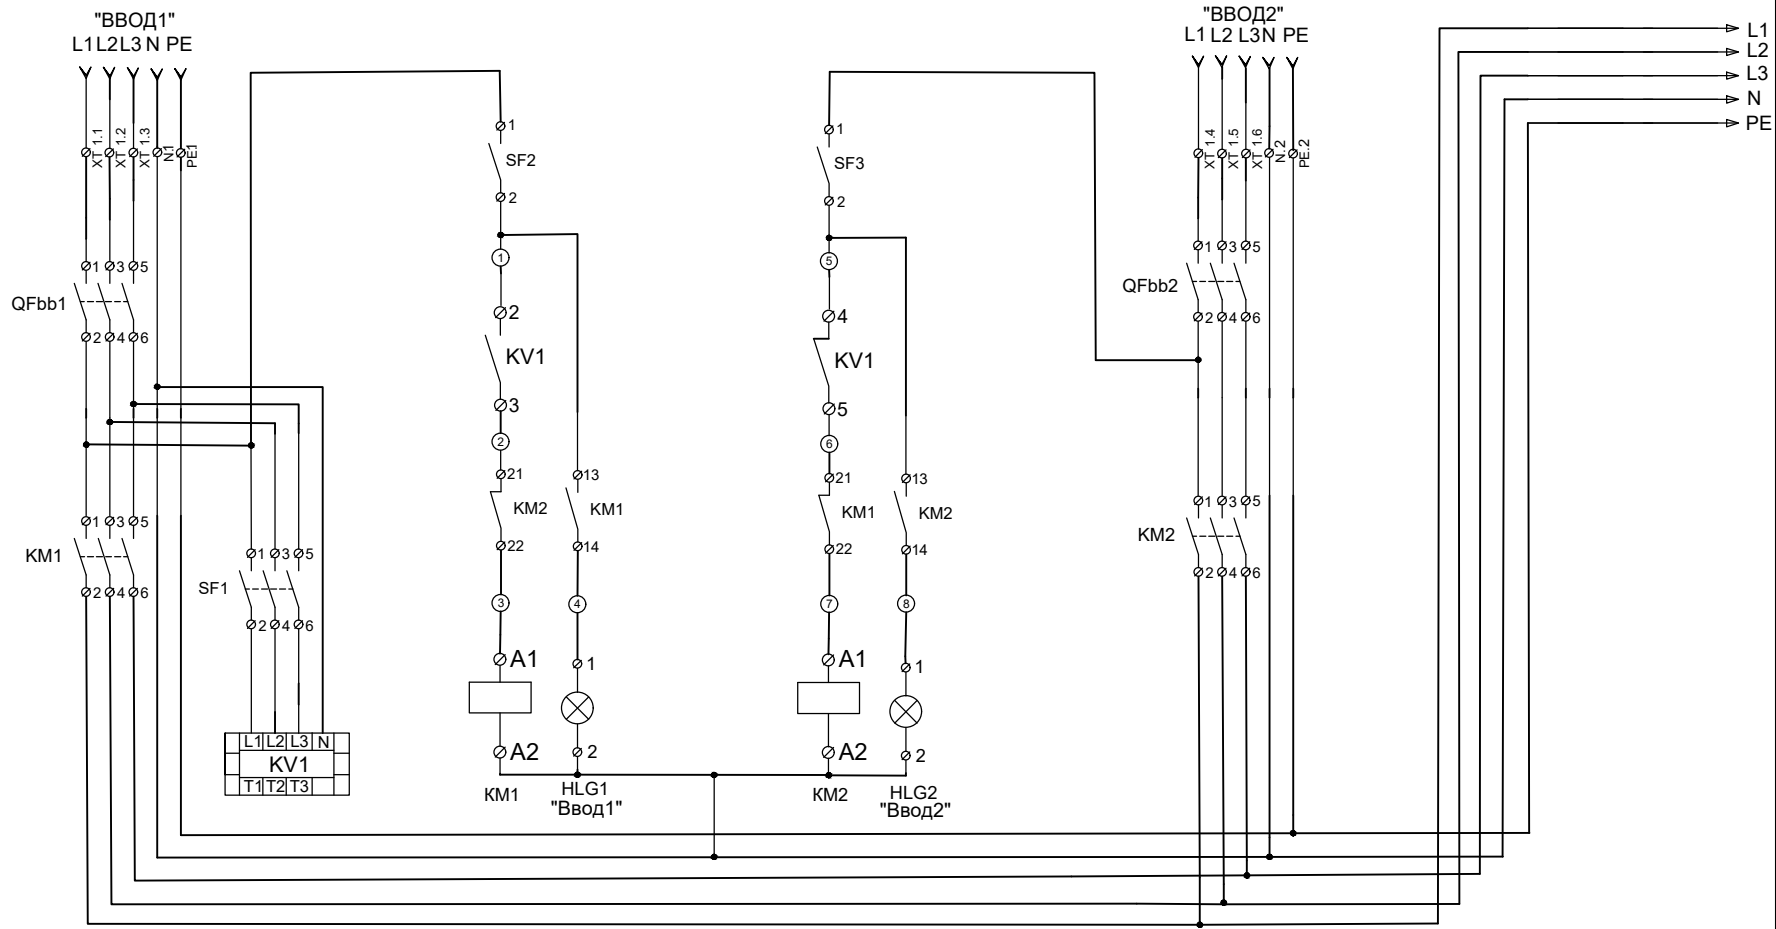 "ВВОД1"
L1 L2 L3 N PE
XT 1.1
XT 1.2
XT 1.3
N.1
PE.1
1 3 5
QFbb1
2 4 6
1 3 5
KM1
2 4 6
1 3 5
SF1
2 4 6
L1 L2 L3 N
KV1
T1 T2 T3
1
SF2
2
1
2
KV1
3
2
21
KM2
22
3
A1
A2
КМ1
13
KM1
14
4
1
2
HLG1
"Ввод1"
1
SF3
2
5
4
KV1
5
6
21
KM1
22
7
A1
A2
КМ2
13
KM2
14
8
1
2
HLG2
"Ввод2"
"ВВОД2"
L1 L2 L3 N PE
XT 1.4
XT 1.5
XT 1.6
N.2
PE.2
1 3 5
QFbb2
2 4 6
1 3 5
KM2
2 4 6
L1
L2
L3
N
PE